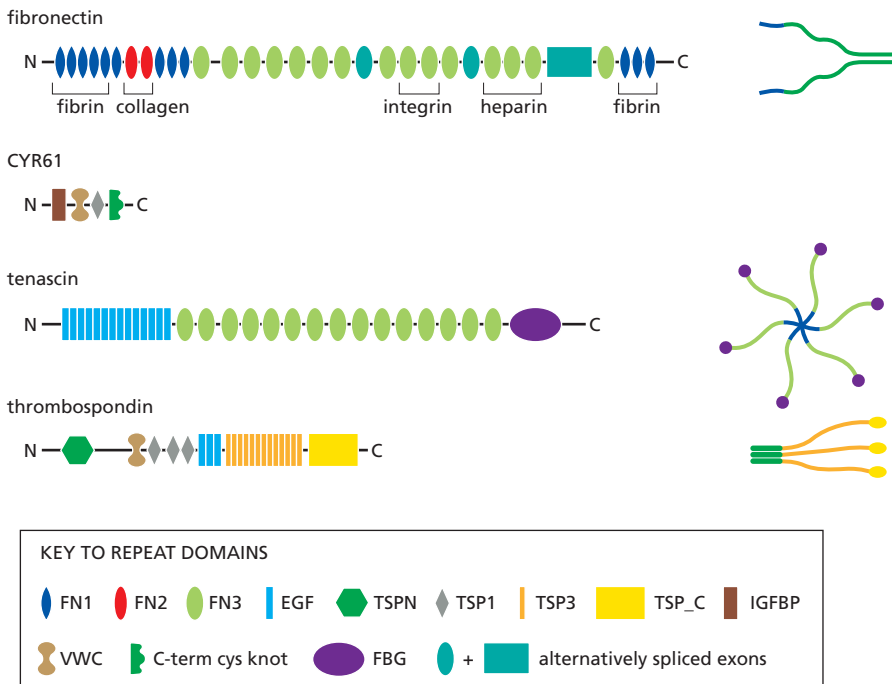 fibronectin
N C
fibrin collagen integrin heparin fibrin
CYR61
N C
tenascin
N C
thrombospondin
N C
KEY TO REPEAT DOMAINS
FN1 FN2 FN3 EGF TSPN TSP1 TSP3 TSP_C IGFBP
VWC C-term cys knot FBG + alternatively spliced exons